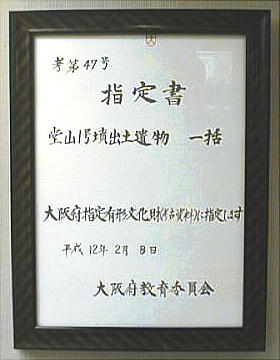 考第47号
指定書
堂山1号墳出土遺物 一括
大阪府指定有形文化財(考古資料)に指定します
平成12年2月8日
大阪府教育委員会